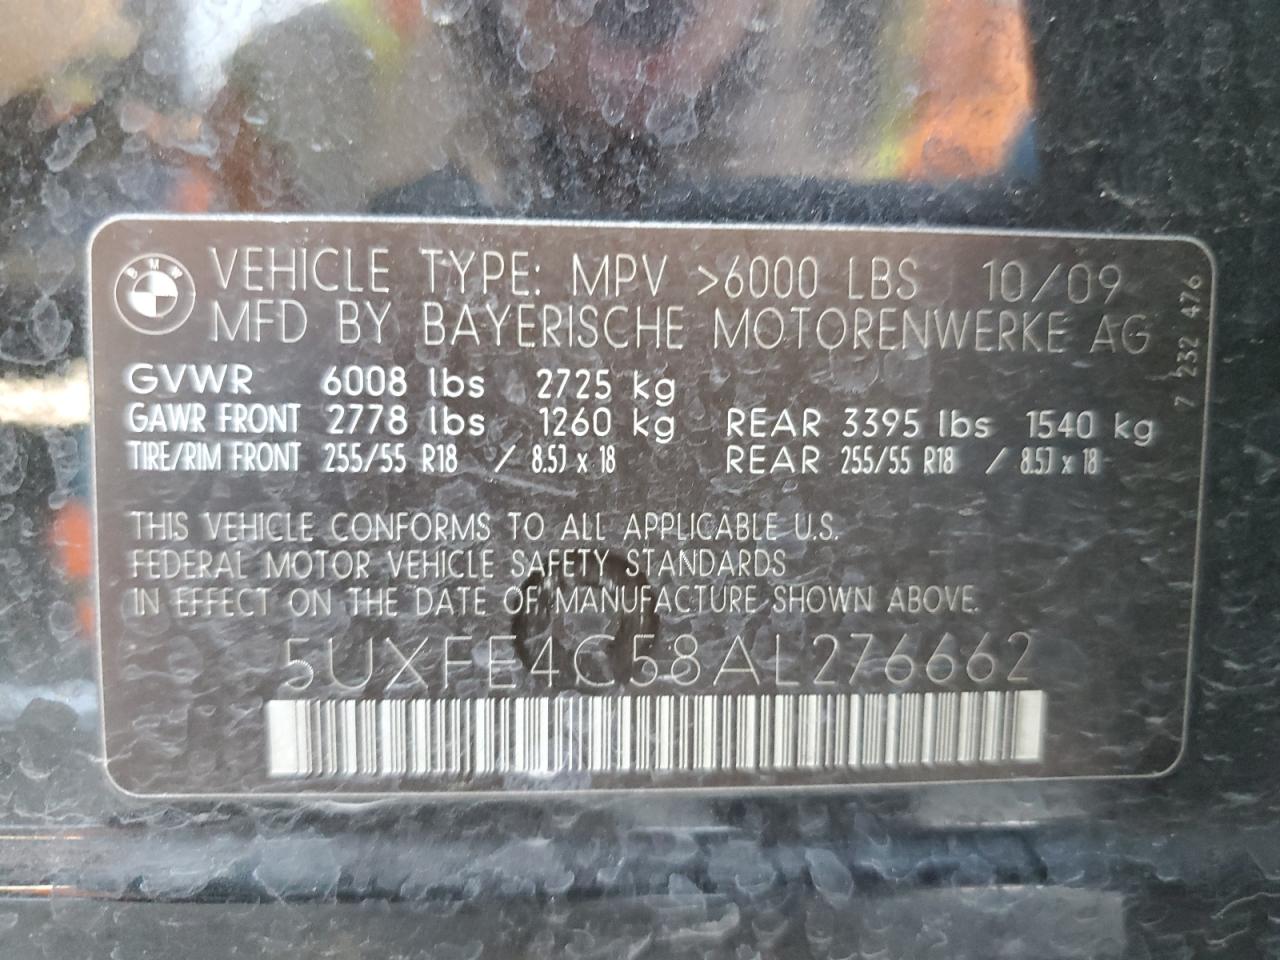 BMW
VEHICLE TYPE: MPV >6000 LBS 10/09
MFD BY BAYERISCHE MOTORENWERKE AG
GVWR 6008 lbs 2725 kg
GAWR FRONT 2778 lbs 1260 kg REAR 3395 lbs 1540 kg
TIRE/RIM FRONT 255/55 R18 / 8.5J x 18 REAR 255/55 R18 / 8.5J x 18
THIS VEHICLE CONFORMS TO ALL APPLICABLE U.S.
FEDERAL MOTOR VEHICLE SAFETY STANDARDS
IN EFFECT ON THE DATE OF MANUFACTURE SHOWN ABOVE.
5UXFE4C58AL276662
7 232 476